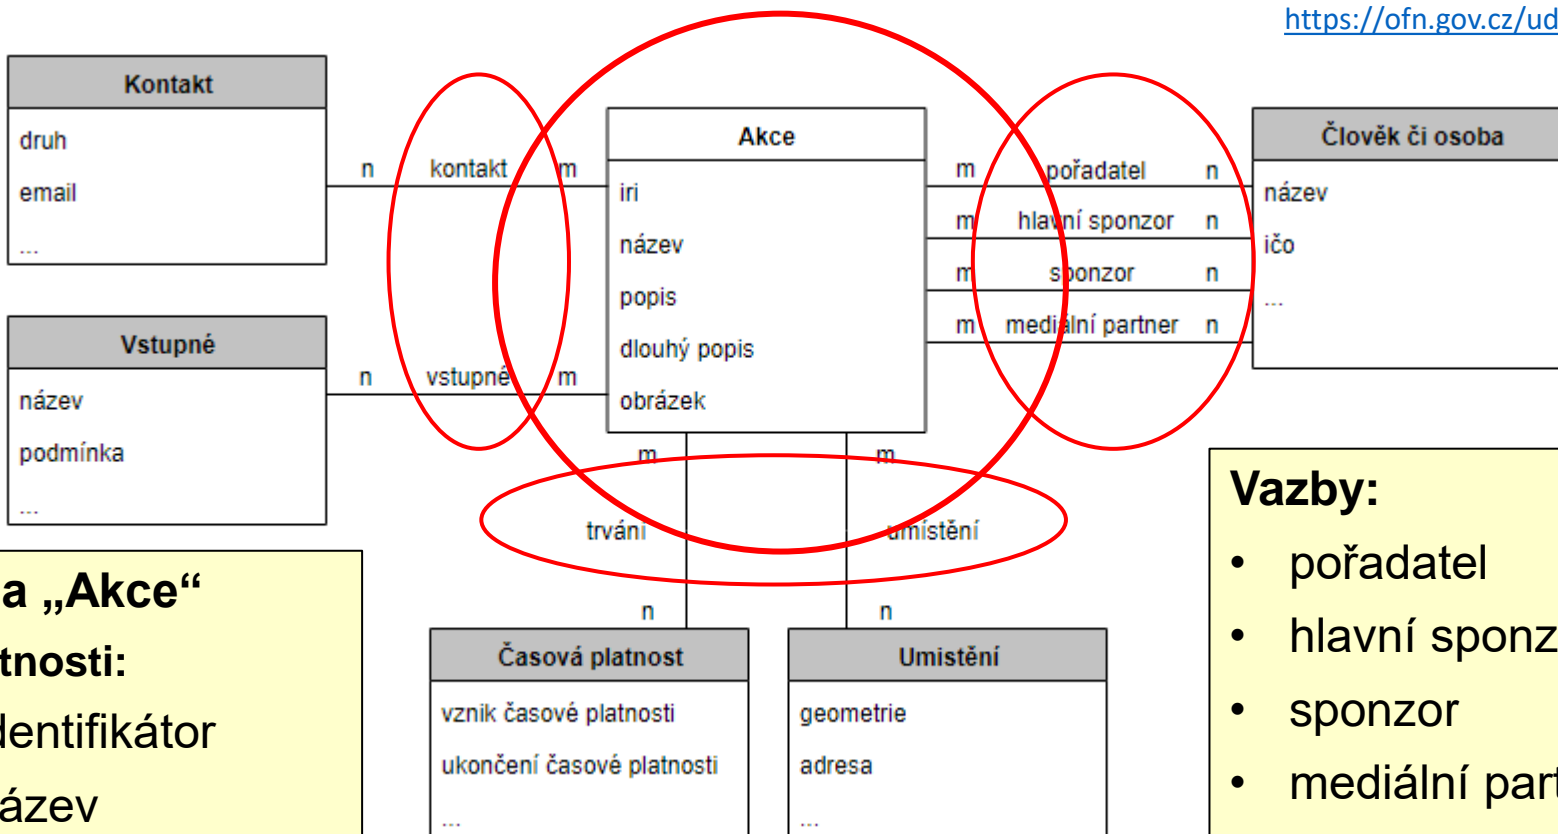 https://ofn.gov.cz/ud
Kontakt
druh
email
...
n kontakt m
Vstupné
název
podmínka
...
n vstupné m
Akce
iri
název
popis
dlouhý popis
obrázek
m pořadatel n
m hlavní sponzor n
m sponzor n
m mediální partner n
Člověk či osoba
název
ičo
...
m
m
trvání
umístění
n
n
Časová platnost
vznik časové platnosti
ukončení časové platnosti
...
Umistění
geometrie
adresa
...
a „Akce“
tnosti:
dentifikátor
ázev
Vazby:
• pořadatel
• hlavní sponz
• sponzor
• mediální part